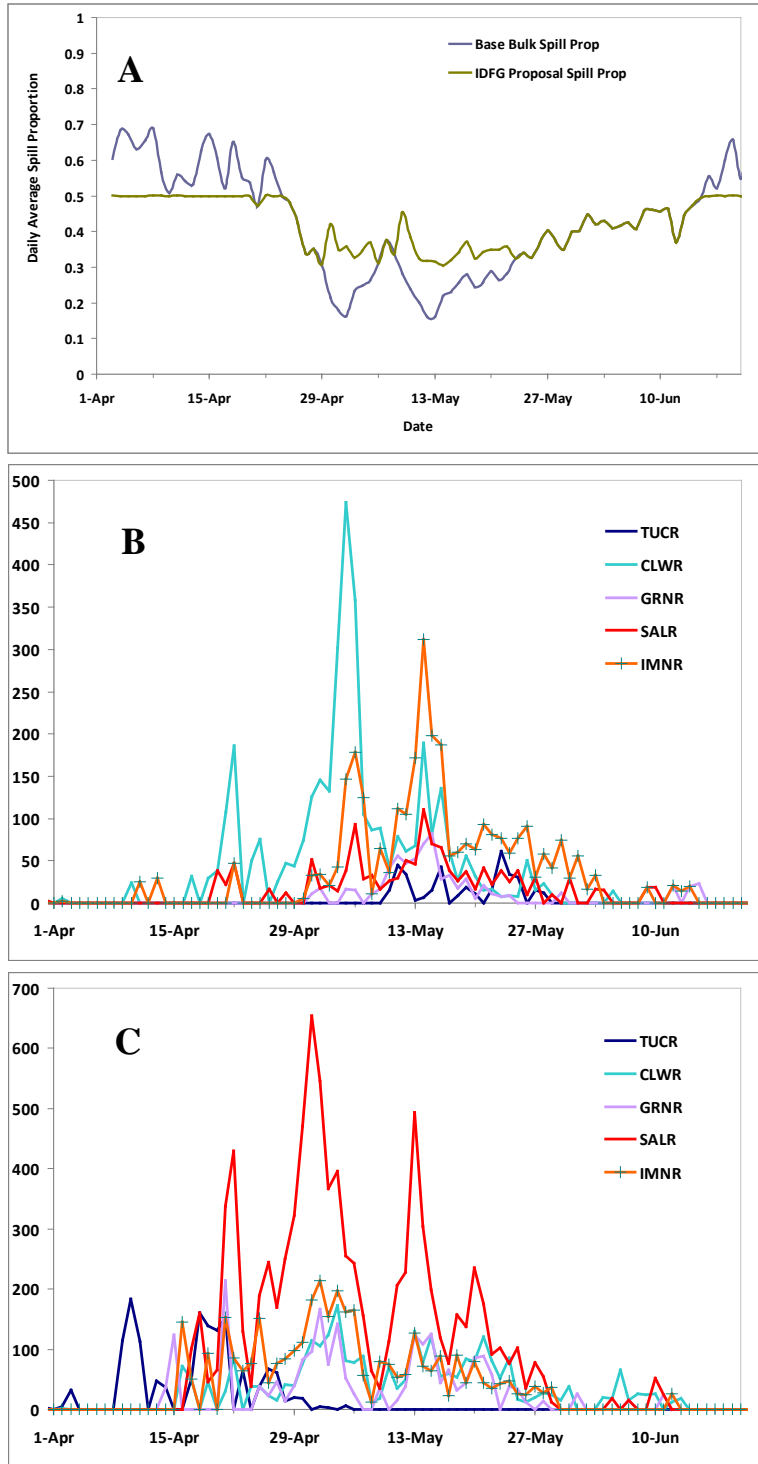 1
0.9
0.8
0.7
0.6
0.5
0.4
0.3
0.2
0.1
0
Daily Average Spill Proportion
A
Base Bulk Spill Prop
IDFG Proposal Spill Prop
1-Apr 15-Apr 29-Apr 13-May 27-May 10-Jun
Date
500
450
400
350
300
250
200
150
100
50
0
B
TUCR
CLWR
GRNR
SALR
IMNR
1-Apr 15-Apr 29-Apr 13-May 27-May 10-Jun
700
600
500
400
300
200
100
0
C
TUCR
CLWR
GRNR
SALR
IMNR
1-Apr 15-Apr 29-Apr 13-May 27-May 10-Jun